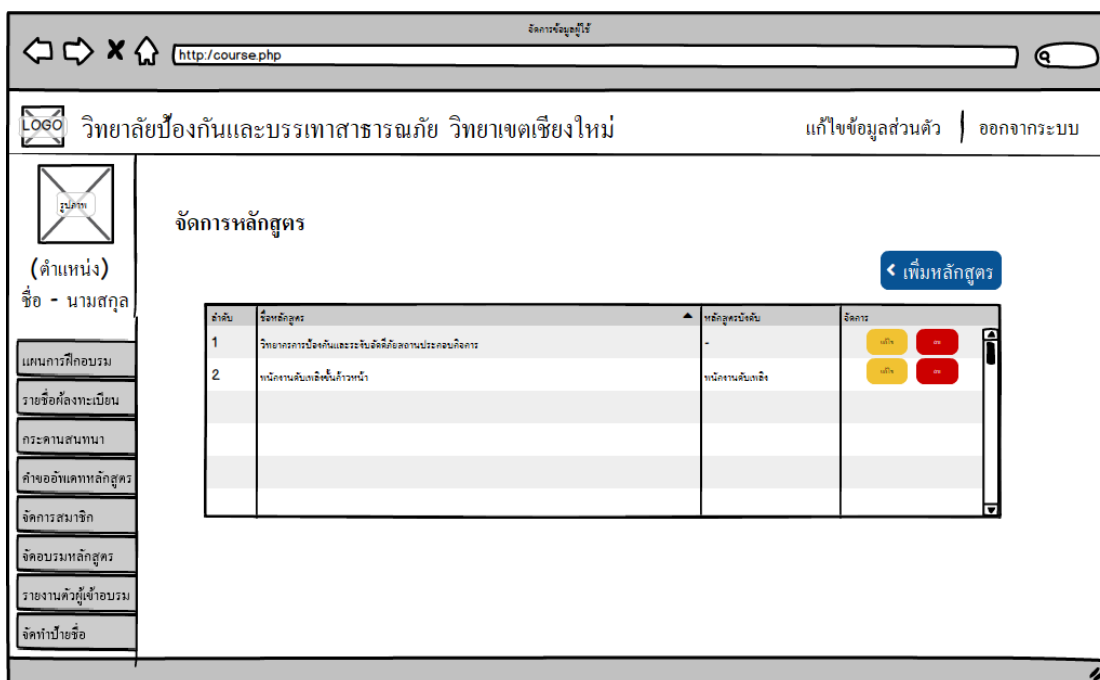 จัดการข้อมูลผู้ใช้
http:/course.php
LOGO วิทยาลัยป้องกันและบรรเทาสาธารณภัย วิทยาเขตเชียงใหม่ แก้ไขข้อมูลส่วนตัว ออกจากระบบ
รูปภาพ
จัดการหลักสูตร
(ตำแหน่ง)
ชื่อ - นามสกุล
< เพิ่มหลักสูตร
ลำดับ ชื่อหลักสูตร หลักสูตรบังคับ จัดการ
1 วิทยากรการป้องกันและระงับอัคคีภัยสถานประกอบกิจการ - แก้ไข ลบ
2 พนักงานดับเพลิงขั้นก้าวหน้า พนักงานดับเพลิง แก้ไข ลบ
แผนการฝึกอบรม
รายชื่อผู้ลงทะเบียน
กระดานสนทนา
คำขออัพเดทหลักสูตร
จัดการสมาชิก
จัดอบรมหลักสูตร
รายงานตัวผู้เข้าอบรม
จัดทำป้ายชื่อ